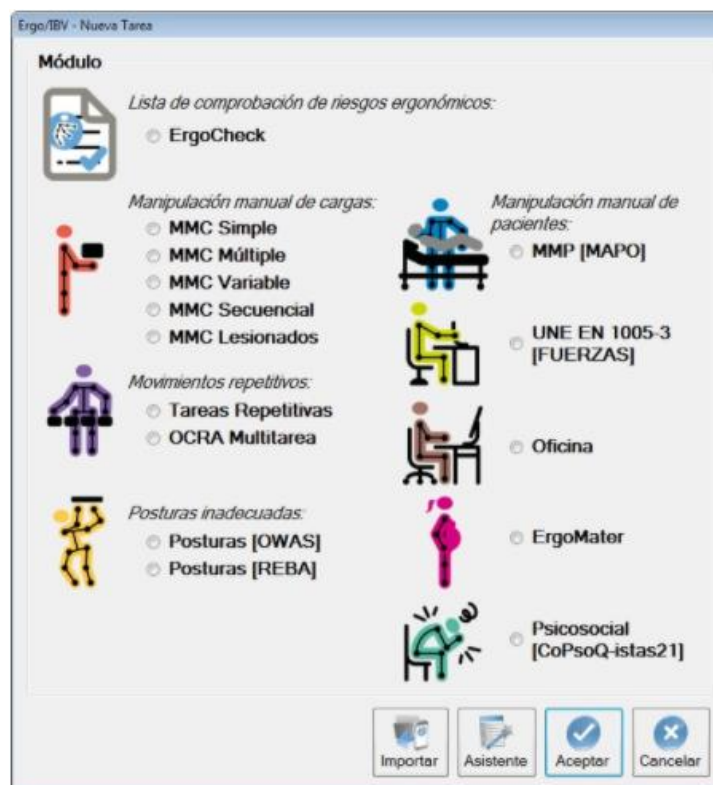 Ergo/IBV - Nueva Tarea
Módulo
Lista de comprobación de riesgos ergonómicos:
ErgoCheck
Manipulación manual de cargas:
MMC Simple
MMC Múltiple
MMC Variable
MMC Secuencial
MMC Lesionados
Movimientos repetitivos:
Tareas Repetitivas
OCRA Multitarea
Posturas inadecuadas:
Posturas [OWAS]
Posturas [REBA]
Manipulación manual de
pacientes:
MMP [MAPO]
UNE EN 1005-3
[FUERZAS]
Oficina
ErgoMater
Psicosocial
[CoPsoQ-istas21]
Importar
Asistente
Aceptar
Cancelar